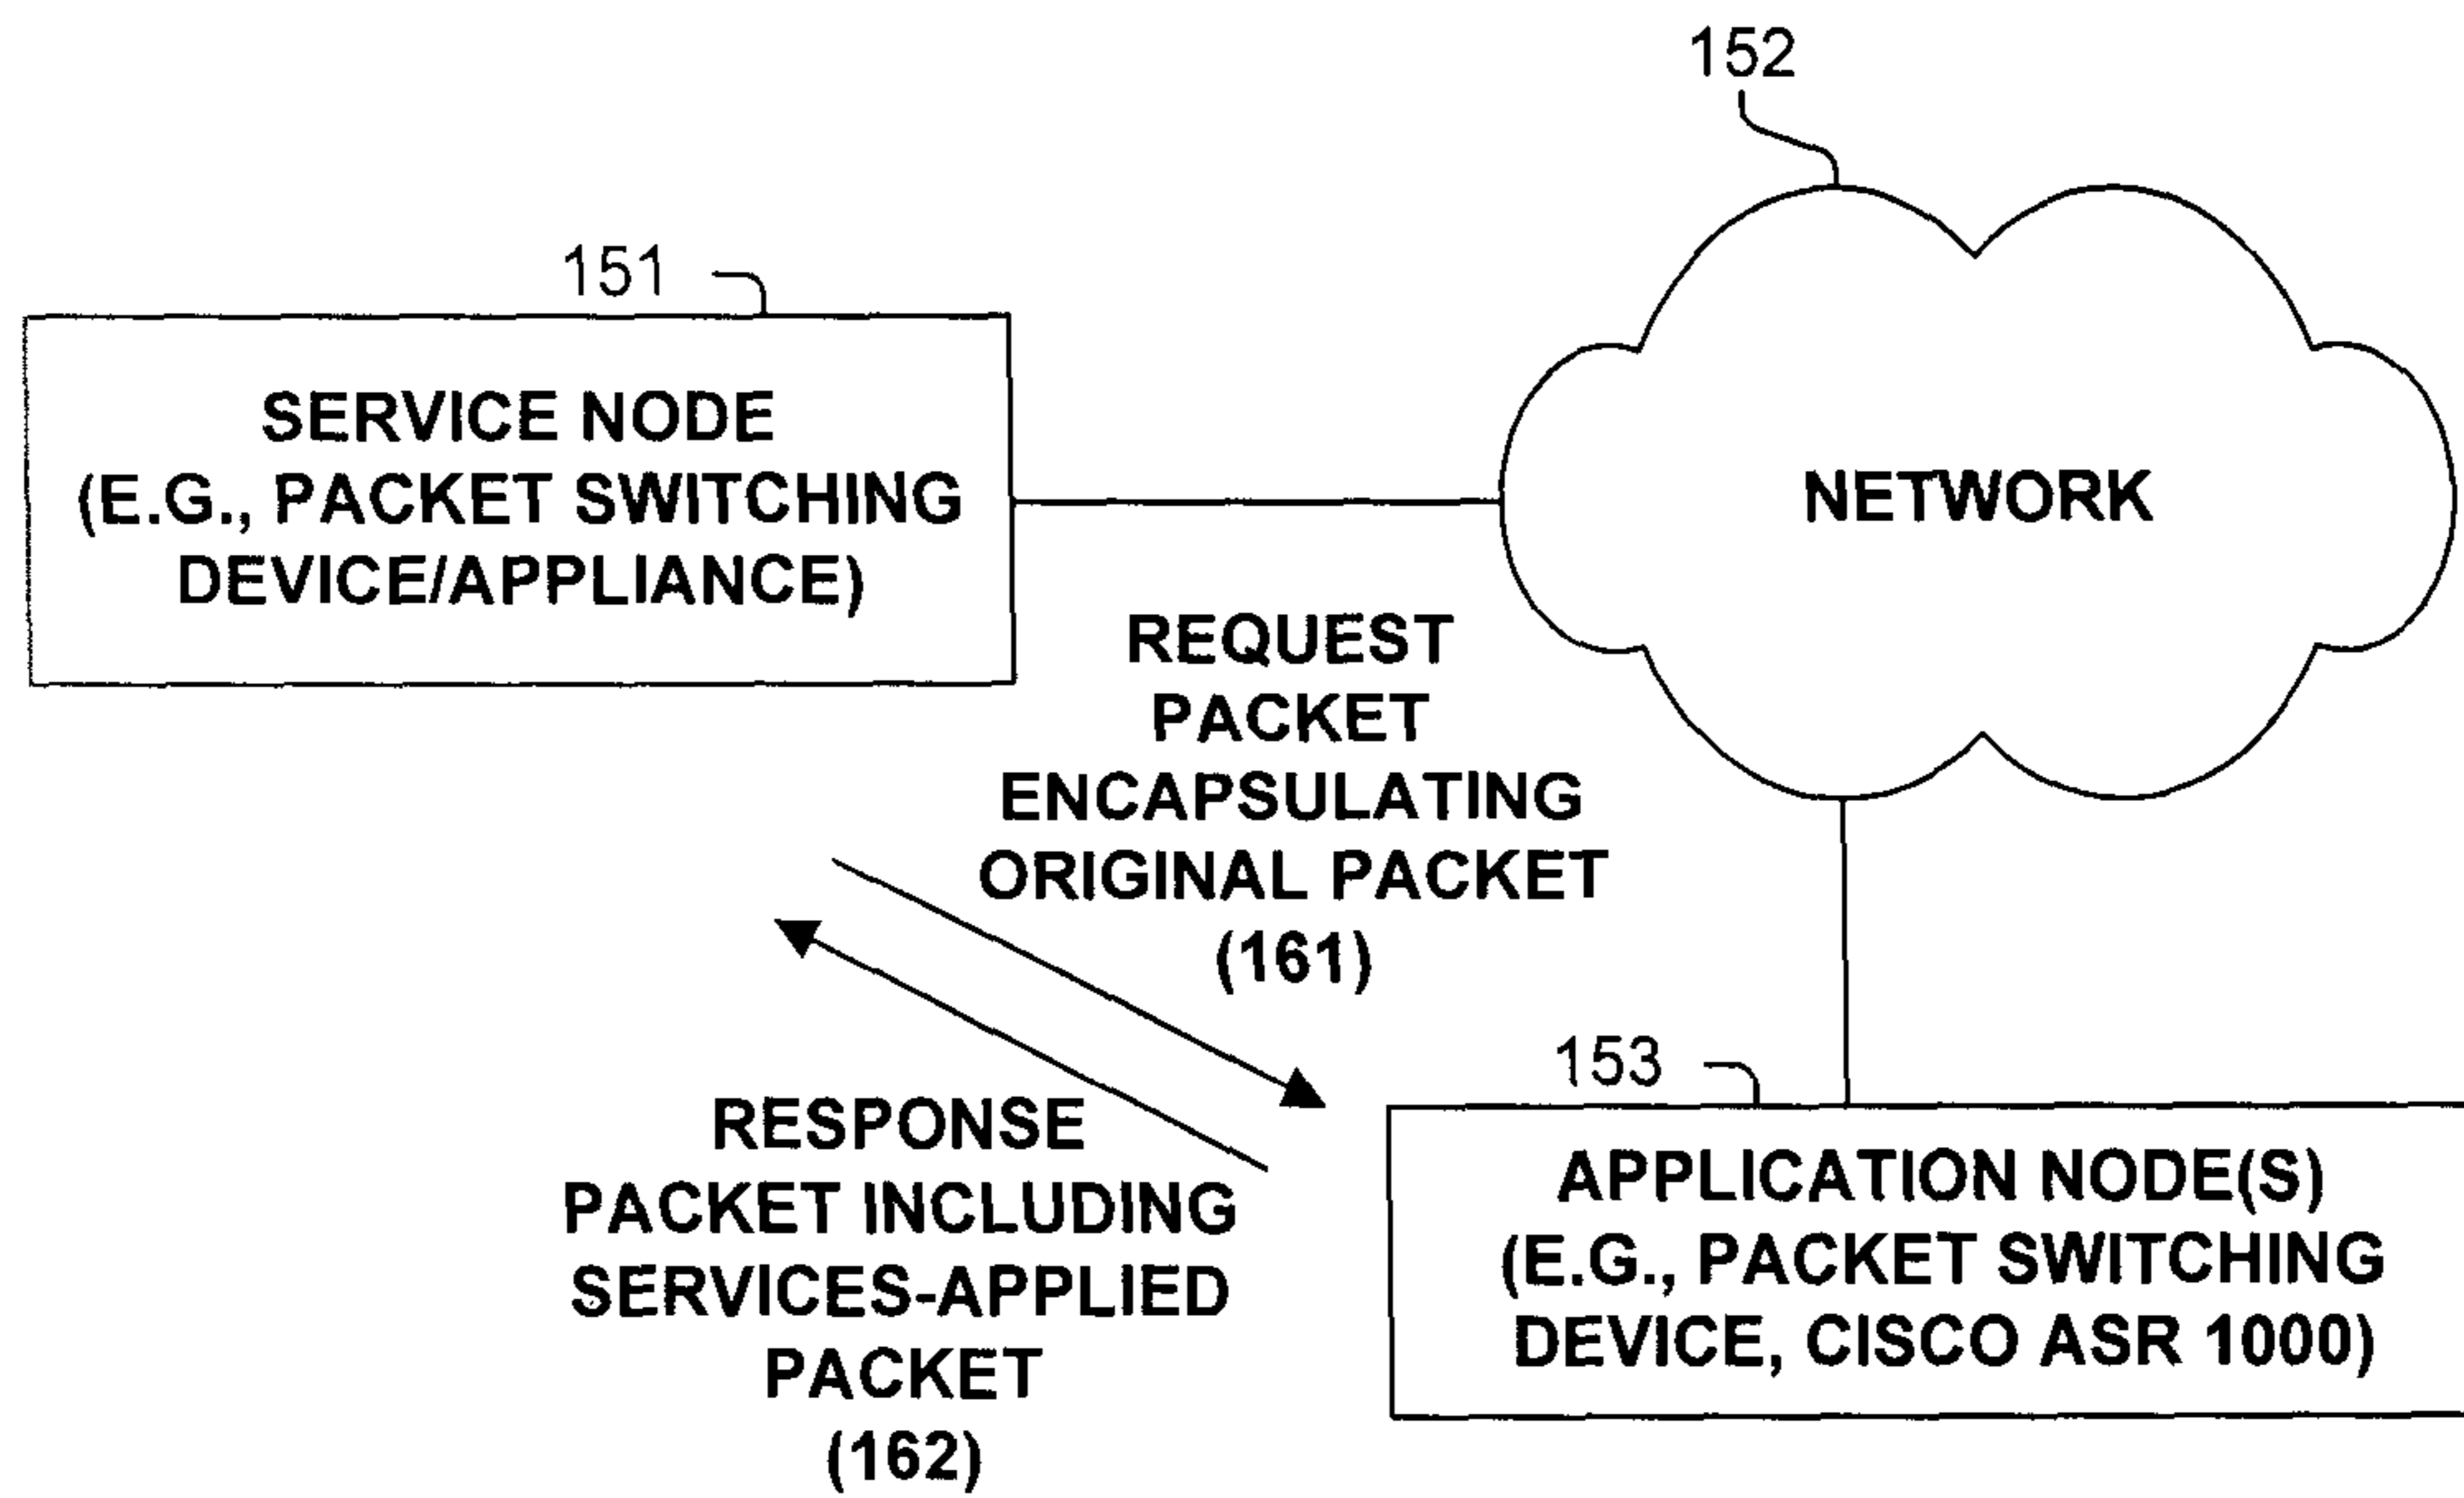 152
151
SERVICE NODE
(E.G., PACKET SWITCHING
DEVICE/APPLIANCE)
NETWORK
REQUEST
PACKET
ENCAPSULATING
ORIGINAL PACKET
(161)
153
RESPONSE
PACKET INCLUDING
SERVICES-APPLIED
PACKET
(162)
APPLICATION NODE(S)
(E.G., PACKET SWITCHING
DEVICE, CISCO ASR 1000)